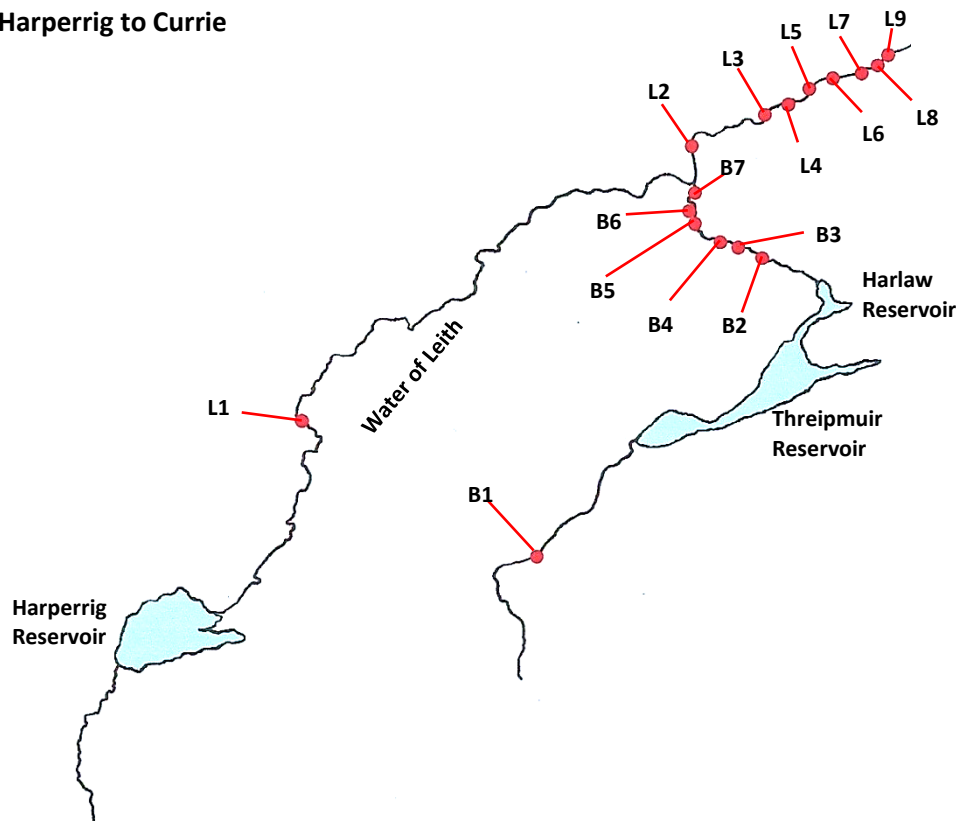 Harperrig to Currie
L9
L7
L5
L3
L2
L8
L6
L4
B7
B6
B3
B5
B4
B2
Harlaw
Reservoir
Water of Leith
L1
Threipmuir
Reservoir
B1
Harperrig
Reservoir